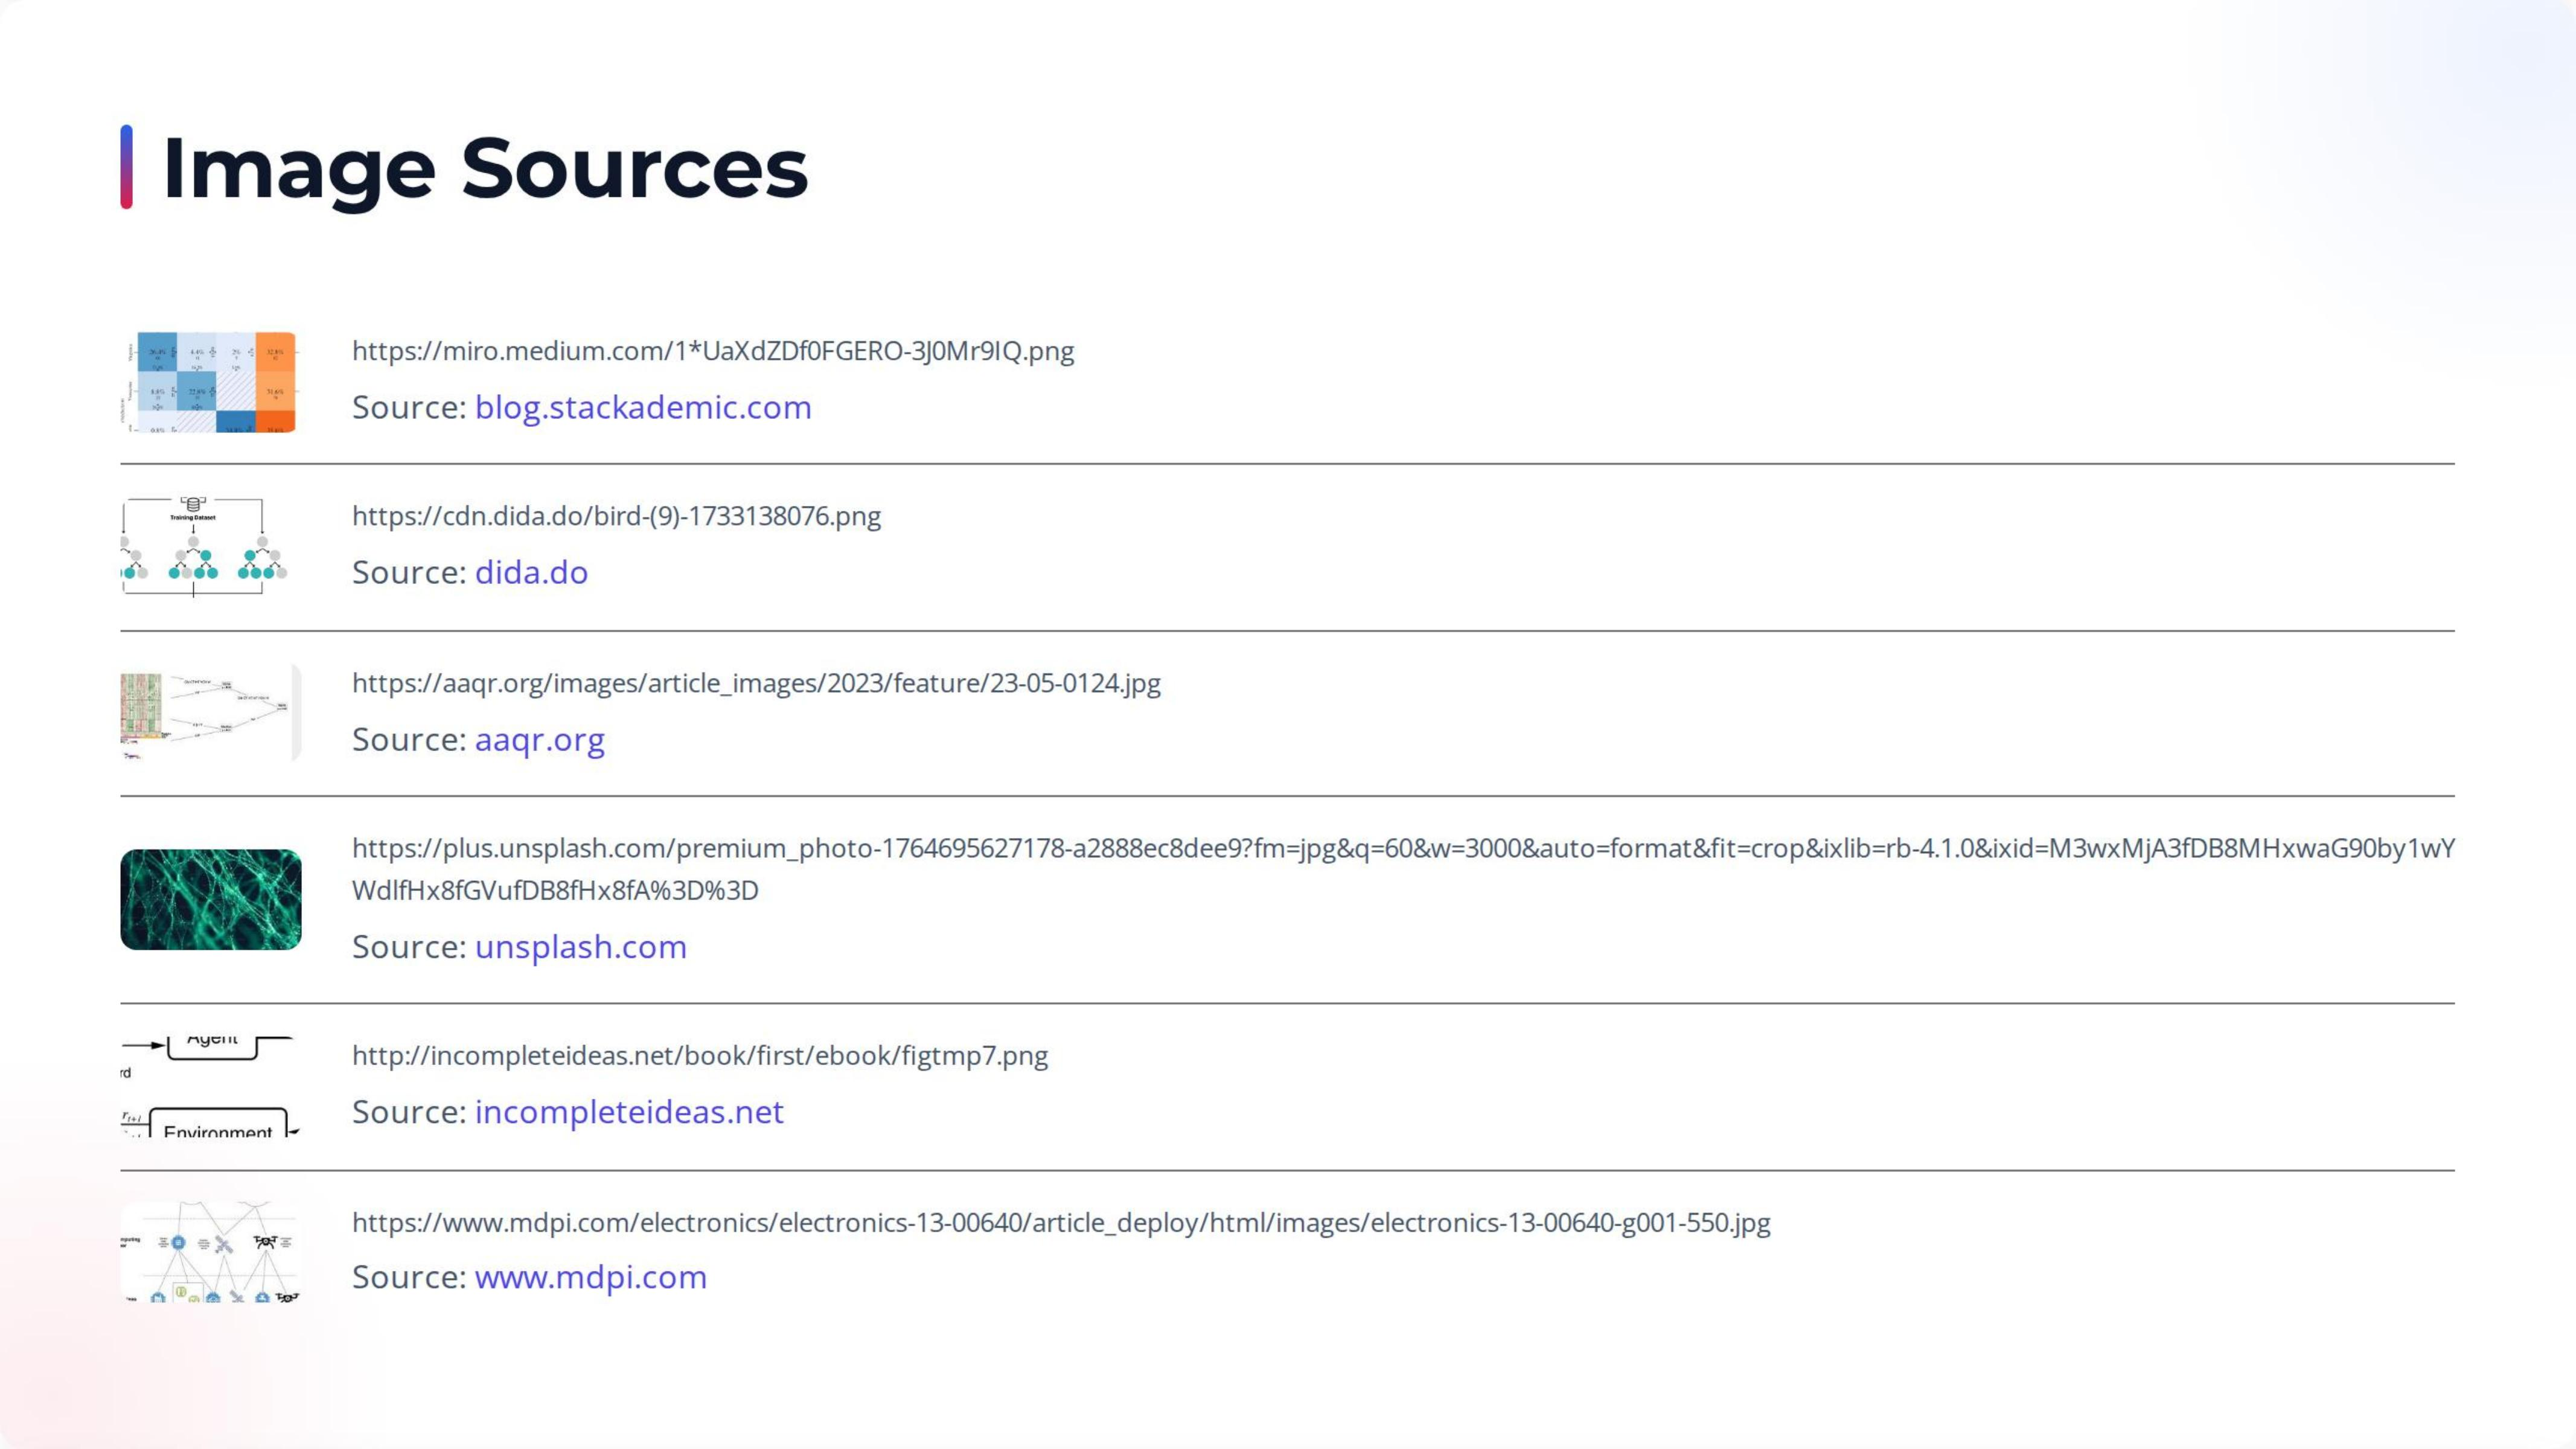 Image Sources
https://miro.medium.com/1*UaXdZDf0FGERO-3J0Mr9IQ.png
Source: blog.stackademic.com
Training Dataset
https://cdn.dida.do/bird-(9)-1733138076.png
Source: dida.do
https://aaqr.org/images/article_images/2023/feature/23-05-0124.jpg
Source: aaqr.org
https://plus.unsplash.com/premium_photo-1764695627178-a2888ec8dee9?fm=jpg&q=60&w=3000&auto=format&fit=crop&ixlib=rb-4.1.0&ixid=M3wxMjA3fDB8MHxwaG90by1wY
WdlfHx8fGVufDB8fHx8fA%3D%3D
Source: unsplash.com
Agent
rd
Environment
http://incompleteideas.net/book/first/ebook/figtmp7.png
Source: incompleteideas.net
https://www.mdpi.com/electronics/electronics-13-00640/article_deploy/html/images/electronics-13-00640-g001-550.jpg
Source: www.mdpi.com